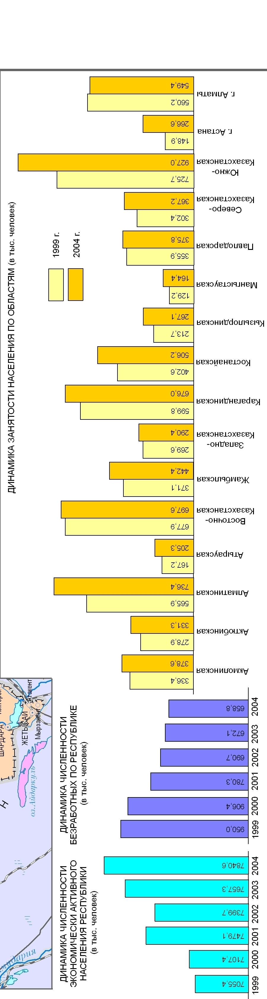 ДИНАМИКА ЧИСЛЕННОСТИ
ЭКОНОМИЧЕСКИ АКТИВНОГО
НАСЕЛЕНИЯ РЕСПУБЛИКИ
(в тыс. человек)
7055,4
7107,4
7479,1
7399,7
7657,3
7840,6
1999
2000
2001
2002
2003
2004
ДИНАМИКА ЧИСЛЕННОСТИ
БЕЗРАБОТНЫХ ПО РЕСПУБЛИКЕ
(в тыс. человек)
950,0
906,4
780,3
690,7
672,1
658,8
1999
2000
2001
2002
2003
2004
ДИНАМИКА ЗАНЯТОСТИ НАСЕЛЕНИЯ ПО ОБЛАСТЯМ (в тыс. человек)
1999 г.
2004 г.
336,4
378,6
Акмолинская
278,9
331,3
Актюбинская
565,9
736,4
Алматинская
167,2
205,3
Атырауская
677,9
697,6
Восточно-
Казахстанская
371,1
442,4
Жамбылская
269,6
290,4
Западно-
Казахстанская
599,8
676,0
Карагандинская
402,6
506,2
Костанайская
213,7
267,1
Кызылординская
129,2
164,4
Мангыстауская
355,9
375,8
Павлодарская
302,4
367,2
Северо-
Казахстанская
725,7
927,0
Южно-
Казахстанская
148,9
266,6
г. Астана
560,2
549,4
г. Алматы
ШАРДАРА
ЖЕТЫСАЙ
Атакент
Мырзакент
оз.Айдаркуль
Н